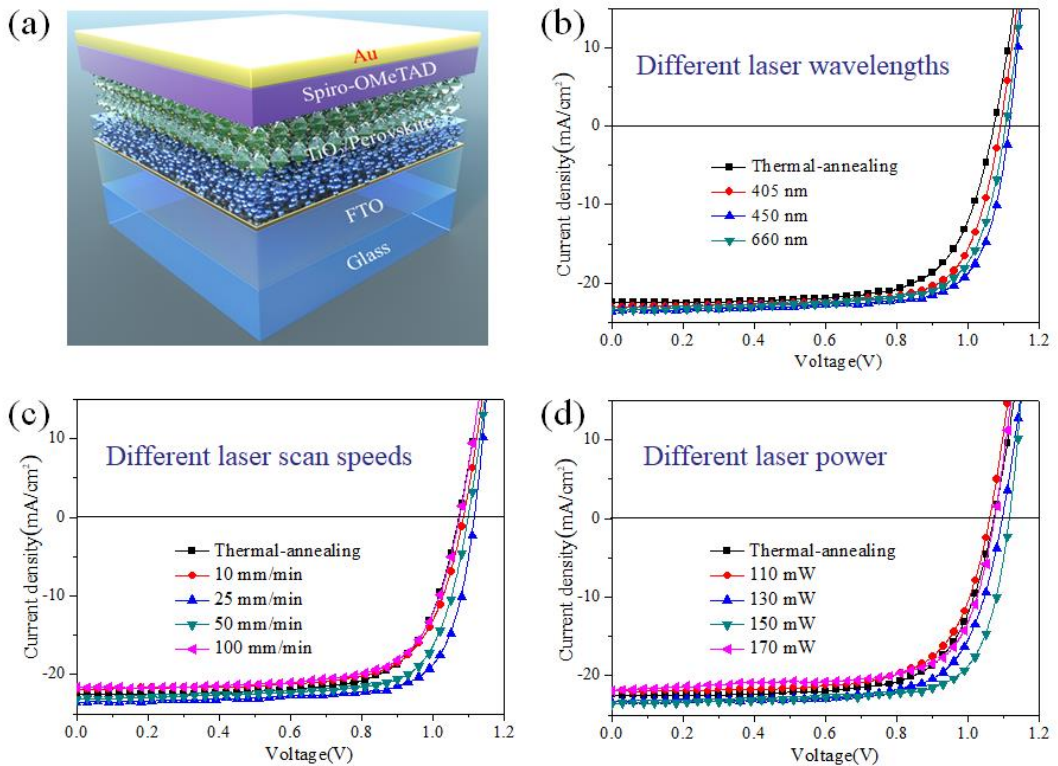 (a)
Au
Spiro-OMeTAD
TiO₂/Perovskite
FTO
Glass
(b)
Different laser wavelengths
Thermal-annealing
405 nm
450 nm
660 nm
10
0
-10
-20
Current density(mA/cm²)
0.0 0.2 0.4 0.6 0.8 1.0 1.2
Voltage(V)
(c)
Different laser scan speeds
Thermal-annealing
10 mm/min
25 mm/min
50 mm/min
100 mm/min
10
0
-10
-20
Current density(mA/cm²)
0.0 0.2 0.4 0.6 0.8 1.0 1.2
Voltage(V)
(d)
Different laser power
Thermal-annealing
110 mW
130 mW
150 mW
170 mW
10
0
-10
-20
Current density(mA/cm²)
0.0 0.2 0.4 0.6 0.8 1.0 1.2
Voltage(V)